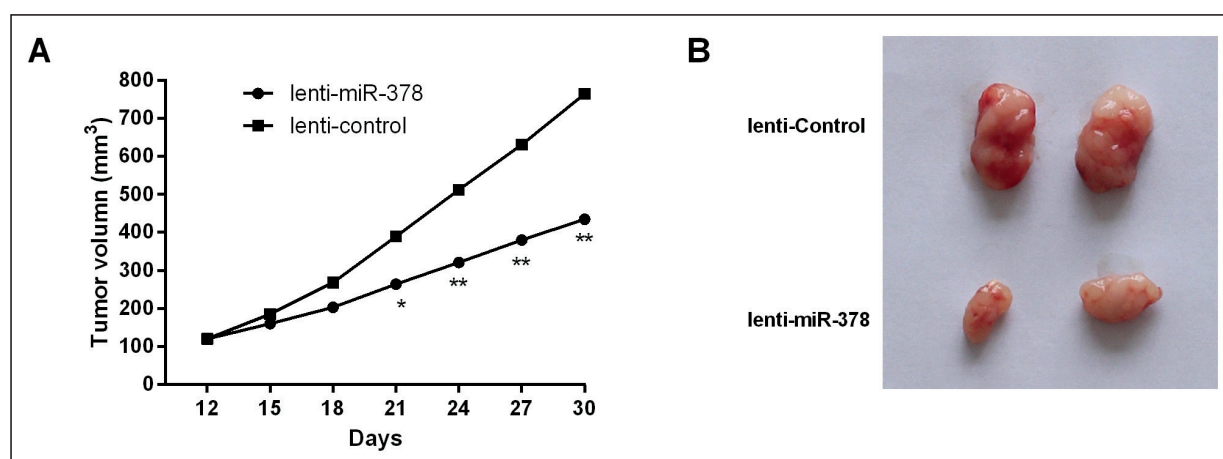 A
Tumor volumn (mm³)
800
700
600
500
400
300
200
100
0
lenti-miR-378
lenti-control
*
**
**
**
12 15 18 21 24 27 30
Days
B
lenti-Control
lenti-miR-378